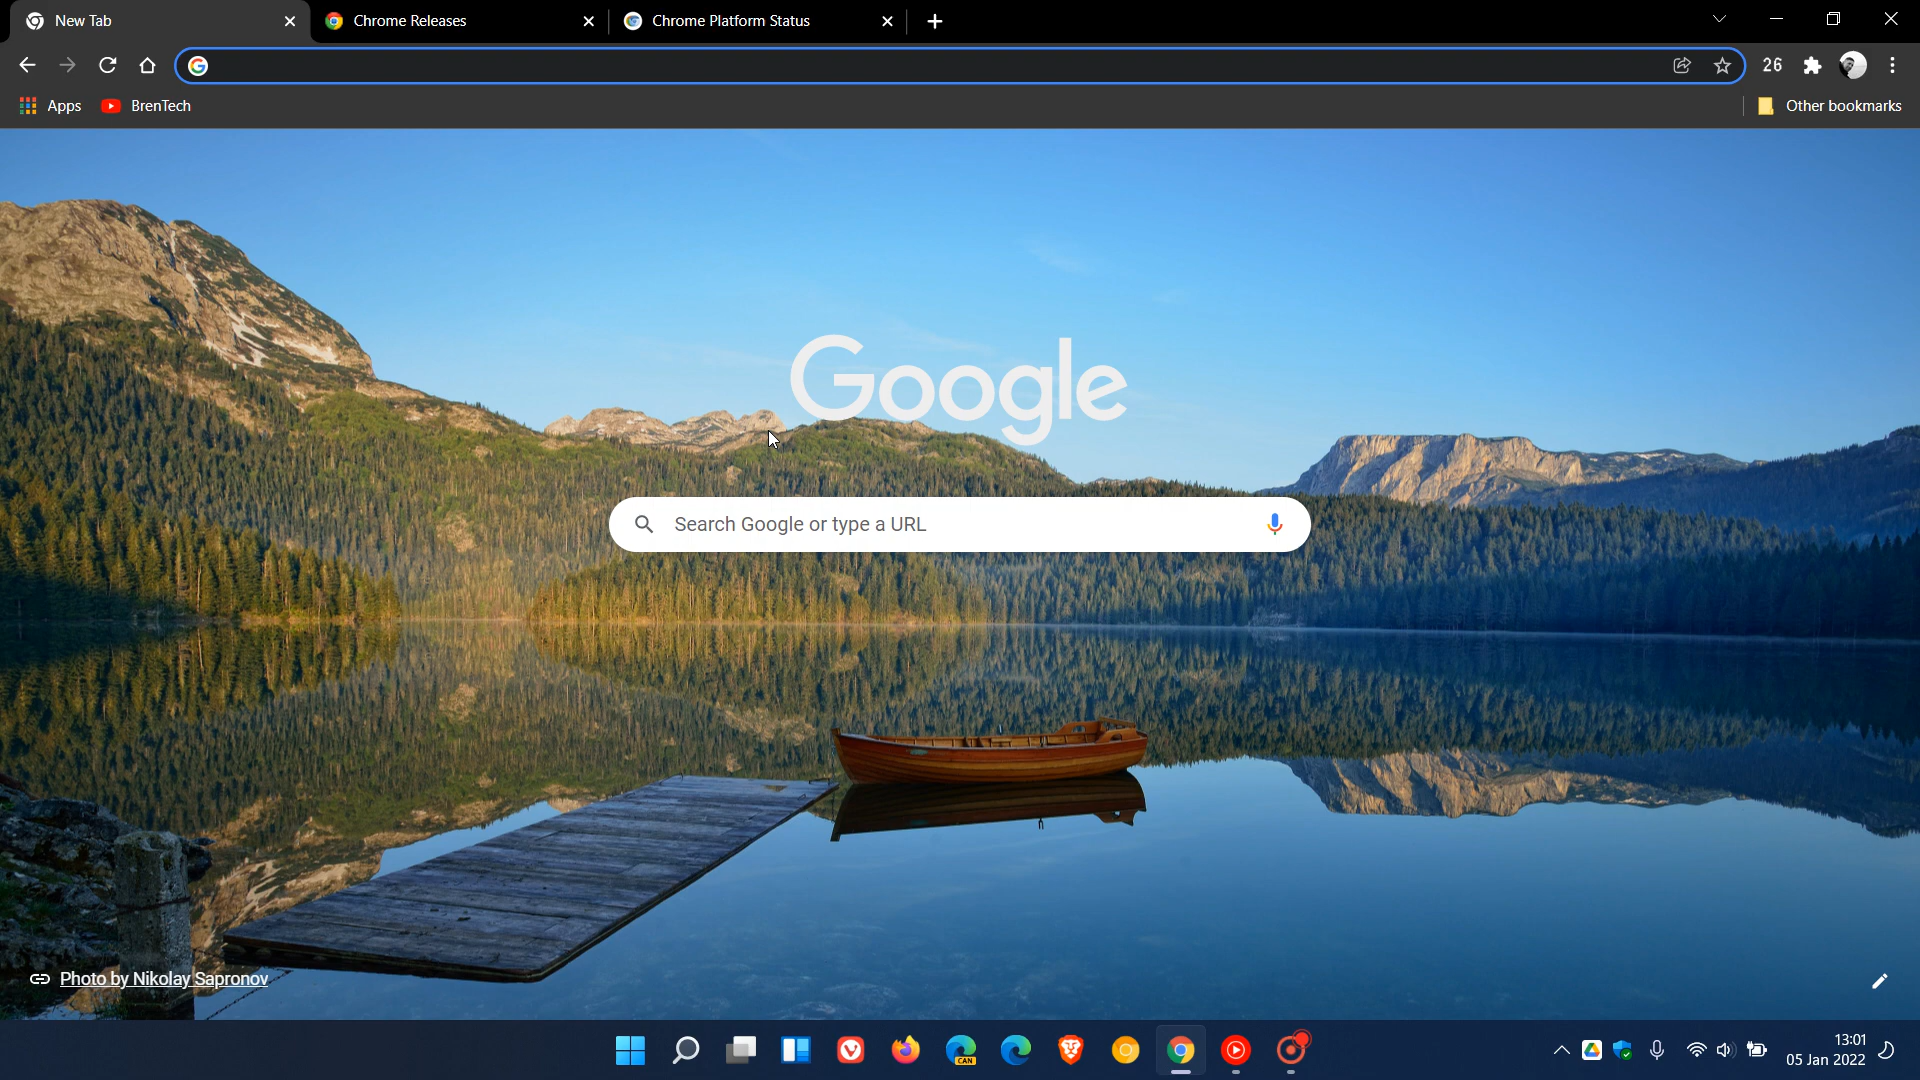 New Tab
Chrome Releases
Chrome Platform Status
26
Apps
BrenTech
Other bookmarks
Google
Search Google or type a URL
Photo by Nikolay Sapronov
CAN
13:01
05 Jan 2022